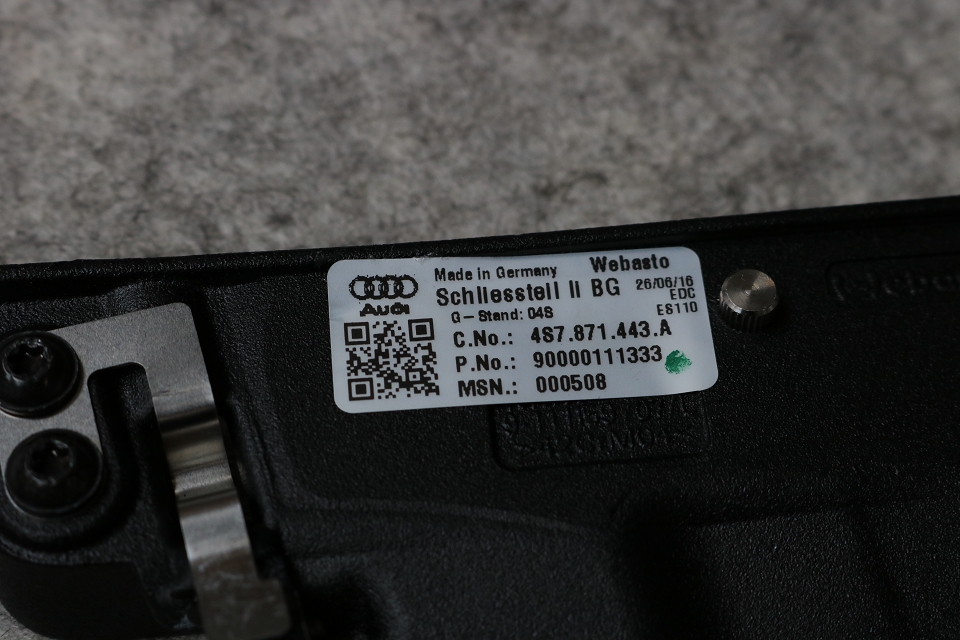 Made in Germany Webasto
Schliessteil II BG 26/06/16
EDC
Audi
Q-Stand: 04S E8110
C.No.: 4S7.871.443.A
P.No.: 90000111333
MSN.: 000508